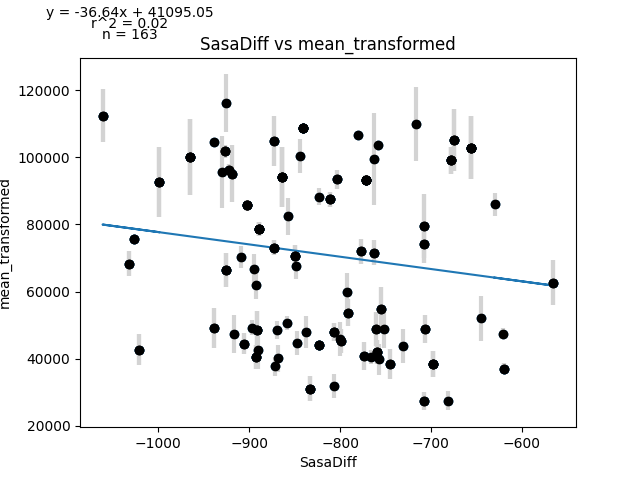 y = -36.64x + 41095.05
r^2 = 0.02
n = 163
SasaDiff vs mean_transformed
120000
100000
80000
60000
40000
20000
mean_transformed
−1000
−900
−800
−700
−600
SasaDiff